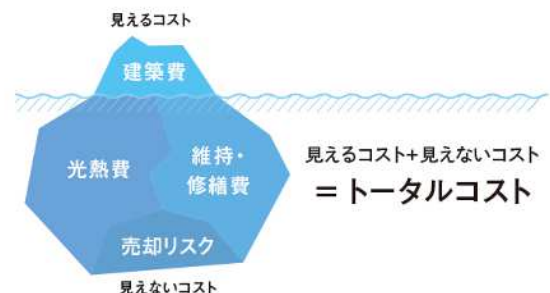 見えるコスト
建築費
光熱費
維持・
修繕費
売却リスク
見えないコスト
見えるコスト+見えないコスト
=トータルコスト